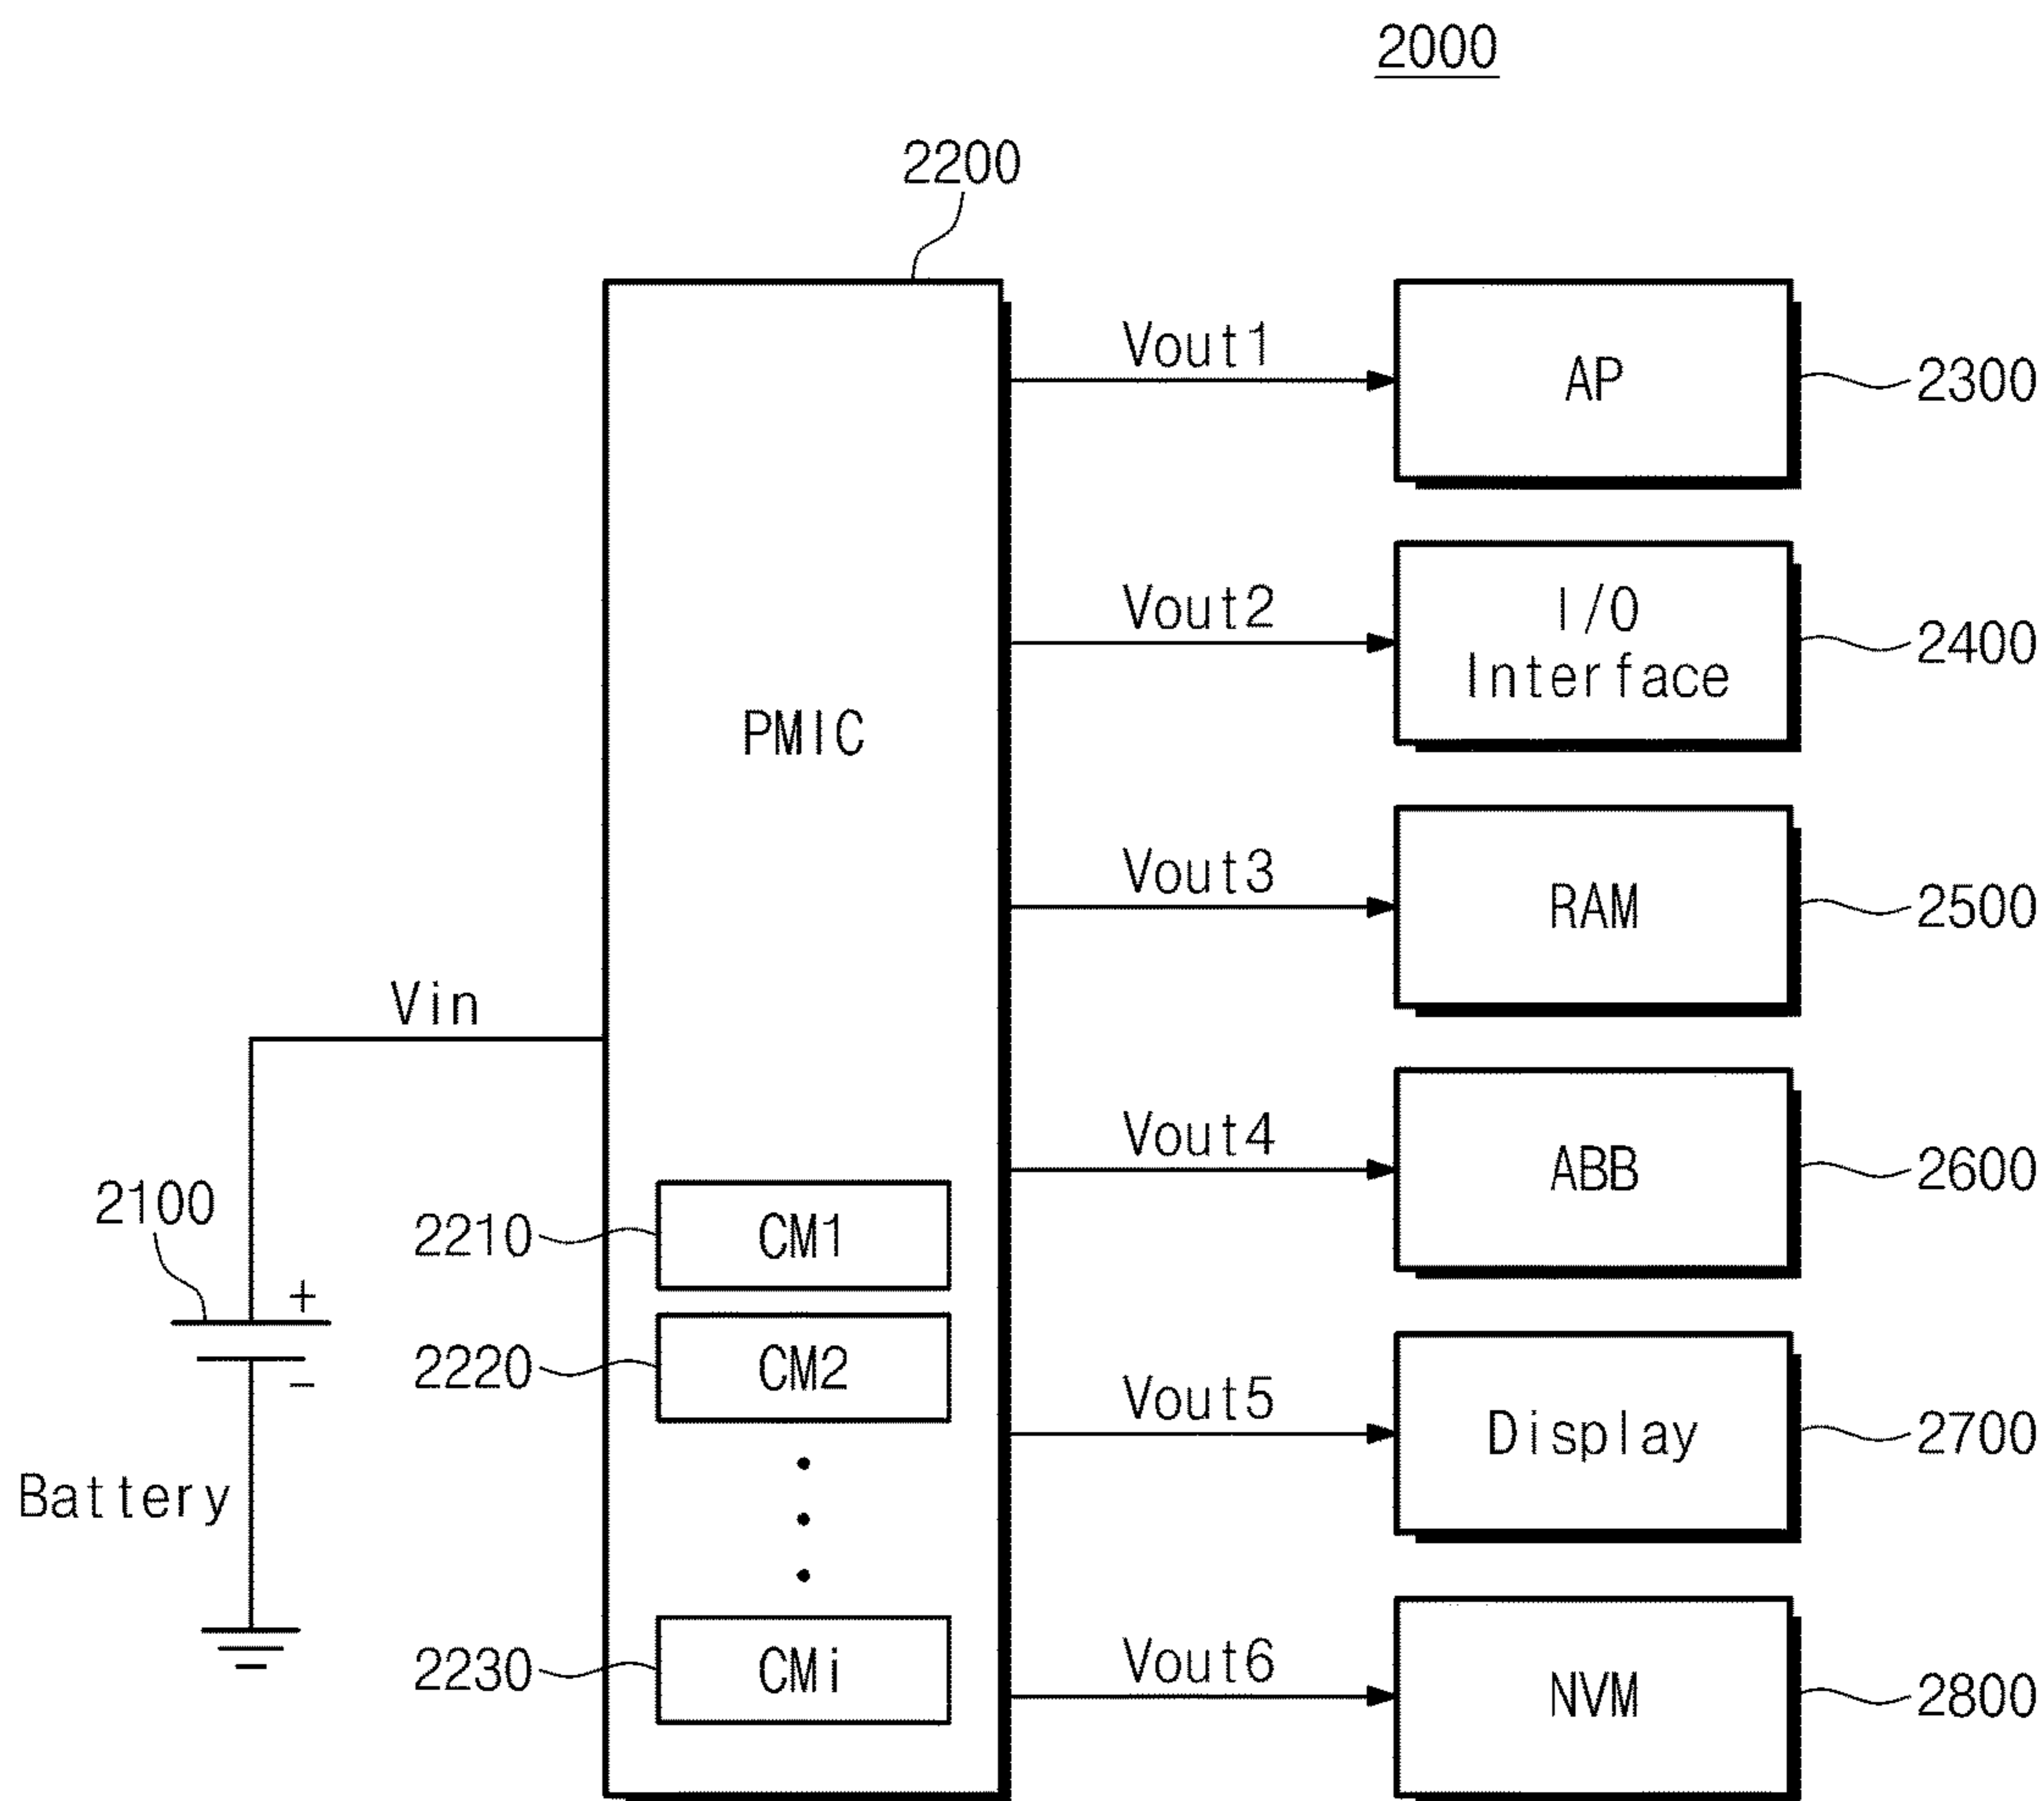 2000
2200
Vout1
AP
2300
Vout2
I/O
Interface
2400
PMIC
Vout3
RAM
2500
Vin
Vout4
ABB
2600
2100
2210
CM1
+
2220
CM2
-
Vout5
Display
2700
Battery
2230
CMi
Vout6
NVM
2800